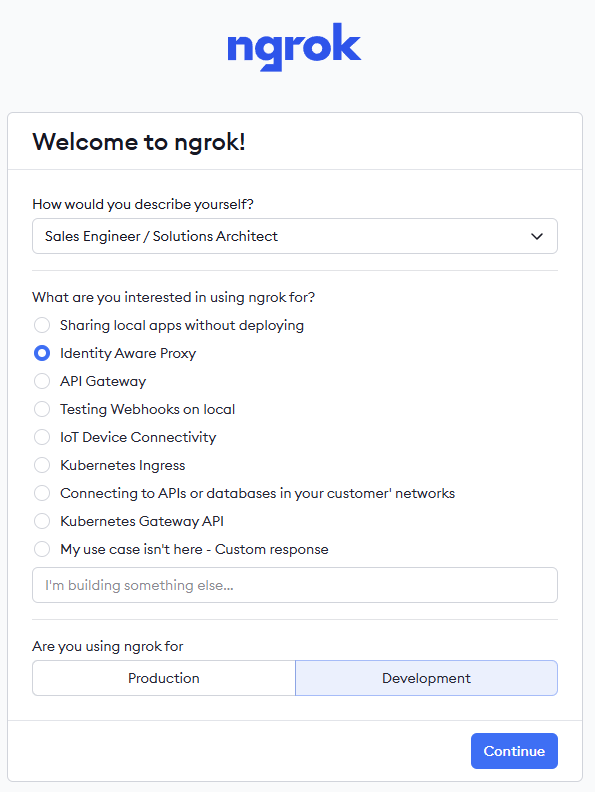 ngrok
Welcome to ngrok!
How would you describe yourself?
Sales Engineer / Solutions Architect
What are you interested in using ngrok for?
Sharing local apps without deploying
Identity Aware Proxy
API Gateway
Testing Webhooks on local
IoT Device Connectivity
Kubernetes Ingress
Connecting to APIs or databases in your customer' networks
Kubernetes Gateway API
My use case isn't here - Custom response
I'm building something else...
Are you using ngrok for
Production Development
Continue